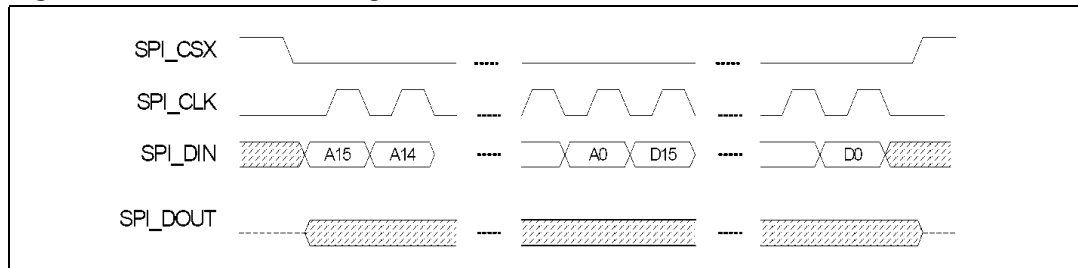 SPI_CSX
SPI_CLK
SPI_DIN A15 A14 A0 D15 D0
SPI_DOUT